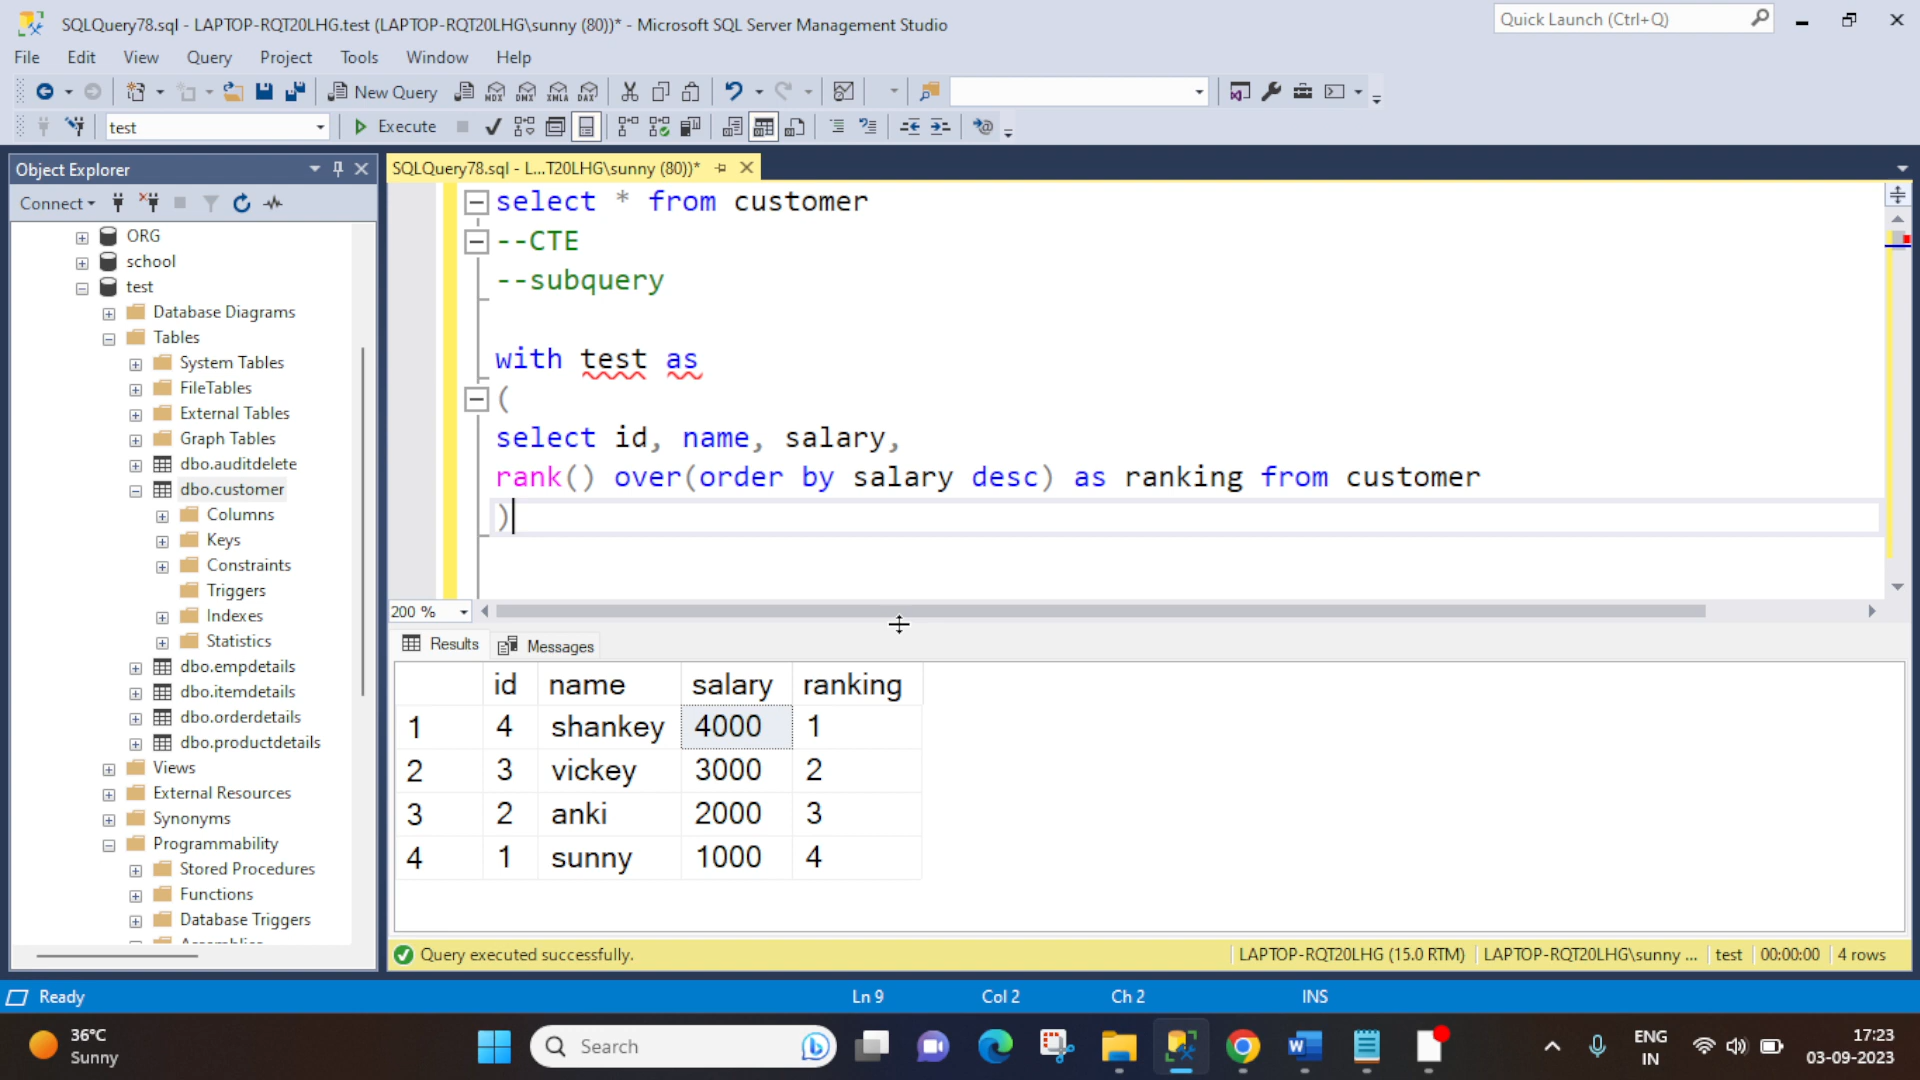 SQLQuery78.sql - LAPTOP-RQT20LHG.test (LAPTOP-RQT20LHG\sunny (80))* - Microsoft SQL Server Management Studio
Quick Launch (Ctrl+Q)
File Edit View Query Project Tools Window Help
New Query
MDX DMX XMLA DAX
test
Execute
Object Explorer
SQLQuery78.sql - L...T20LHG\sunny (80))*
Connect
ORG
school
test
Database Diagrams
Tables
System Tables
FileTables
External Tables
Graph Tables
dbo.auditdelete
dbo.customer
Columns
Keys
Constraints
Triggers
Indexes
Statistics
dbo.empdetails
dbo.itemdetails
dbo.orderdetails
dbo.productdetails
Views
External Resources
Synonyms
Programmability
Stored Procedures
Functions
Database Triggers
select * from customer
--CTE
--subquery
with test as
(
select id, name, salary,
rank() over(order by salary desc) as ranking from customer
)
200 %
Results Messages
id name salary ranking
1 4 shankey 4000 1
2 3 vickey 3000 2
3 2 anki 2000 3
4 1 sunny 1000 4
Query executed successfully.
LAPTOP-RQT20LHG (15.0 RTM) LAPTOP-RQT20LHG\sunny ... test 00:00:00 4 rows
Ready Ln 9 Col 2 Ch 2 INS
36°C
Sunny
Search
ENG
IN
17:23
03-09-2023